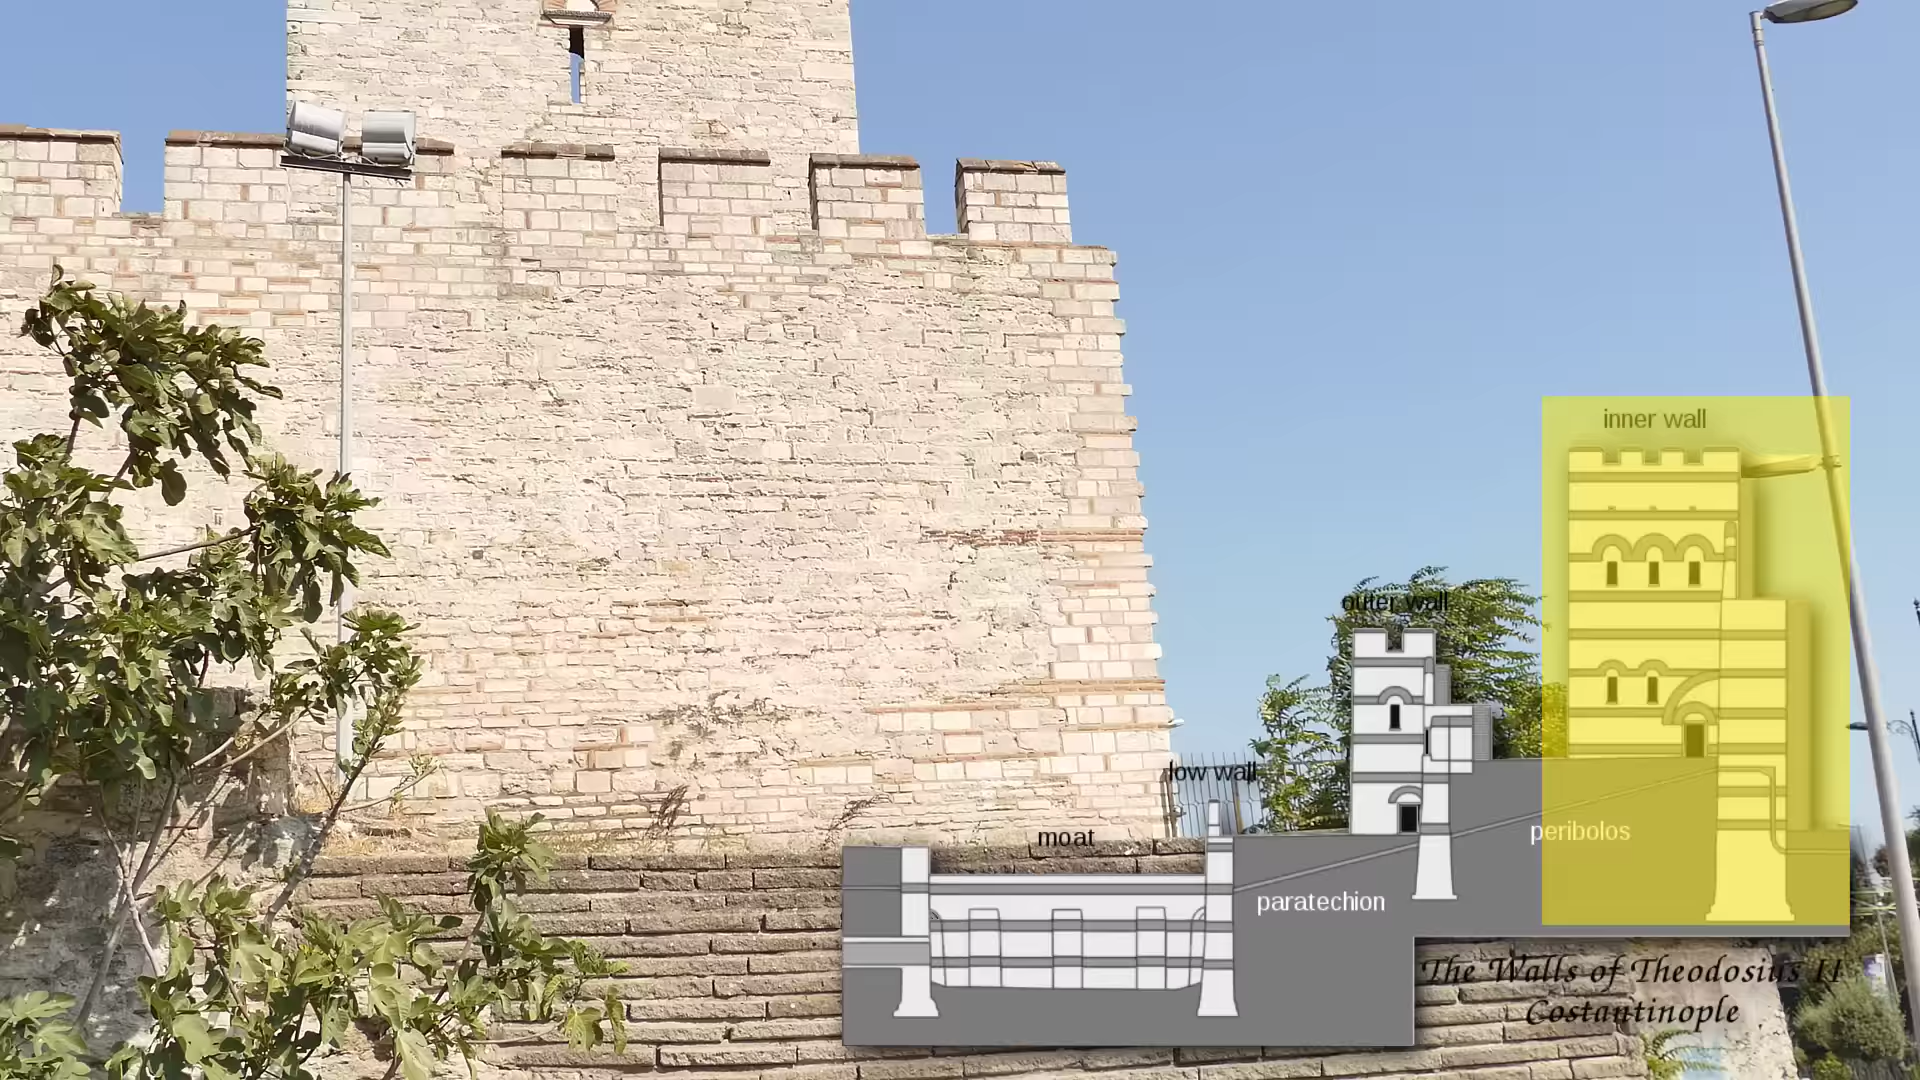 inner wall
outer wall
low wall
moat
peribolos
paratechion
The Walls of Theodosius II
Costantinople